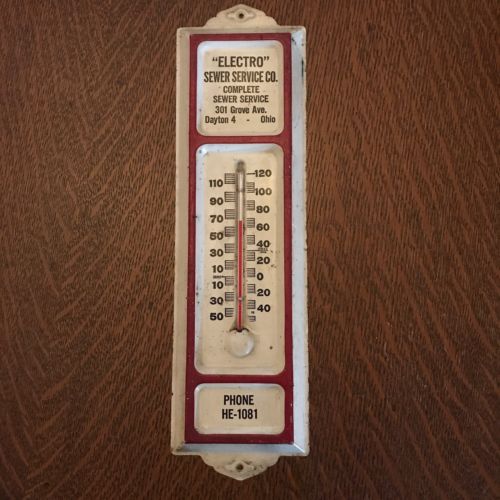 "ELECTRO"
SEWER SERVICE CO.
COMPLETE
SEWER SERVICE
301 Grove Ave.
Dayton 4 - Ohio
120
110
100
90
80
70
60
50
40
30
20
10
0
10
20
30
40
50
PHONE
HE-1081